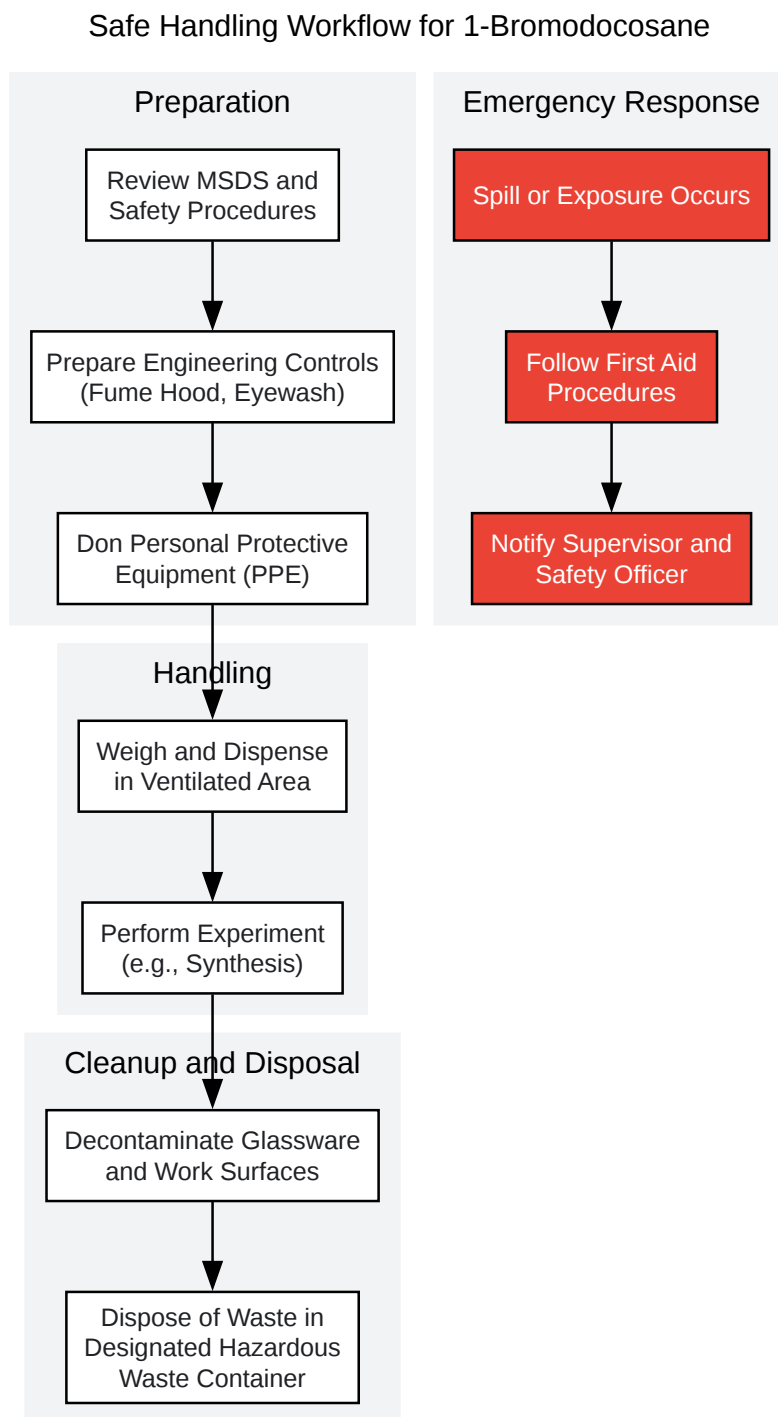 Safe Handling Workflow for 1-Bromodocosane
Preparation
Review MSDS and
Safety Procedures
Prepare Engineering Controls
(Fume Hood, Eyewash)
Don Personal Protective
Equipment (PPE)
Handling
Weigh and Dispense
in Ventilated Area
Perform Experiment
(e.g., Synthesis)
Cleanup and Disposal
Decontaminate Glassware
and Work Surfaces
Dispose of Waste in
Designated Hazardous
Waste Container
Emergency Response
Spill or Exposure Occurs
Follow First Aid
Procedures
Notify Supervisor and
Safety Officer